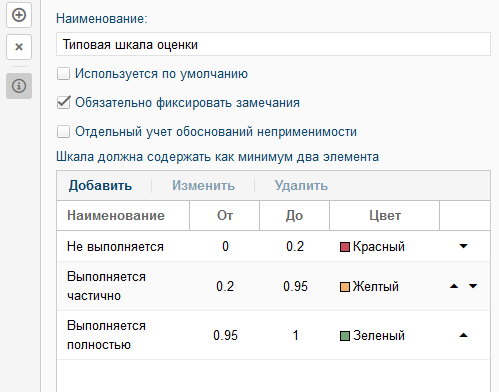 Наименование:
Типовая шкала оценки
Используется по умолчанию
Обязательно фиксировать замечания
Отдельный учет обоснований неприменимости
Шкала должна содержать как минимум два элемента
Добавить Изменить Удалить
Наименование От До Цвет
Не выполняется 0 0.2 Красный
Выполняется
частично 0.2 0.95 Желтый
Выполняется
полностью 0.95 1 Зеленый